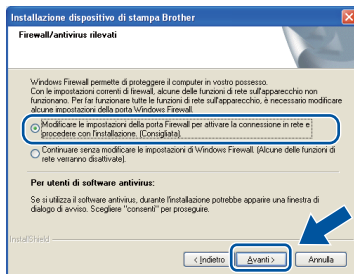 Installazione dispositivo di stampa Brother
Firewall/antivirus rilevati
Windows Firewall permette di proteggere il computer in vostro possesso.
Con le impostazioni correnti di firewall, alcune delle funzioni di rete sull'apparecchio non
funzionano. Per far funzionare tutte le funzioni di rete sull'apparecchio, è necessario modificare
alcune impostazioni della porta Windows Firewall.
Modificare le impostazioni della porta Firewall per attivare la connessione in rete e
procedere con l'installazione. (Consigliata).
Continuare senza modificare le impostazioni di Windows Firewall. (Alcune delle funzioni di
rete verranno disattivate).
Per utenti di software antivirus:
Se si utilizza il software antivirus, durante l'installazione potrebbe apparire una finestra di
dialogo di avviso. Scegliere "consenti" per proseguire.
InstallShield
< Indietro Avanti > Annulla